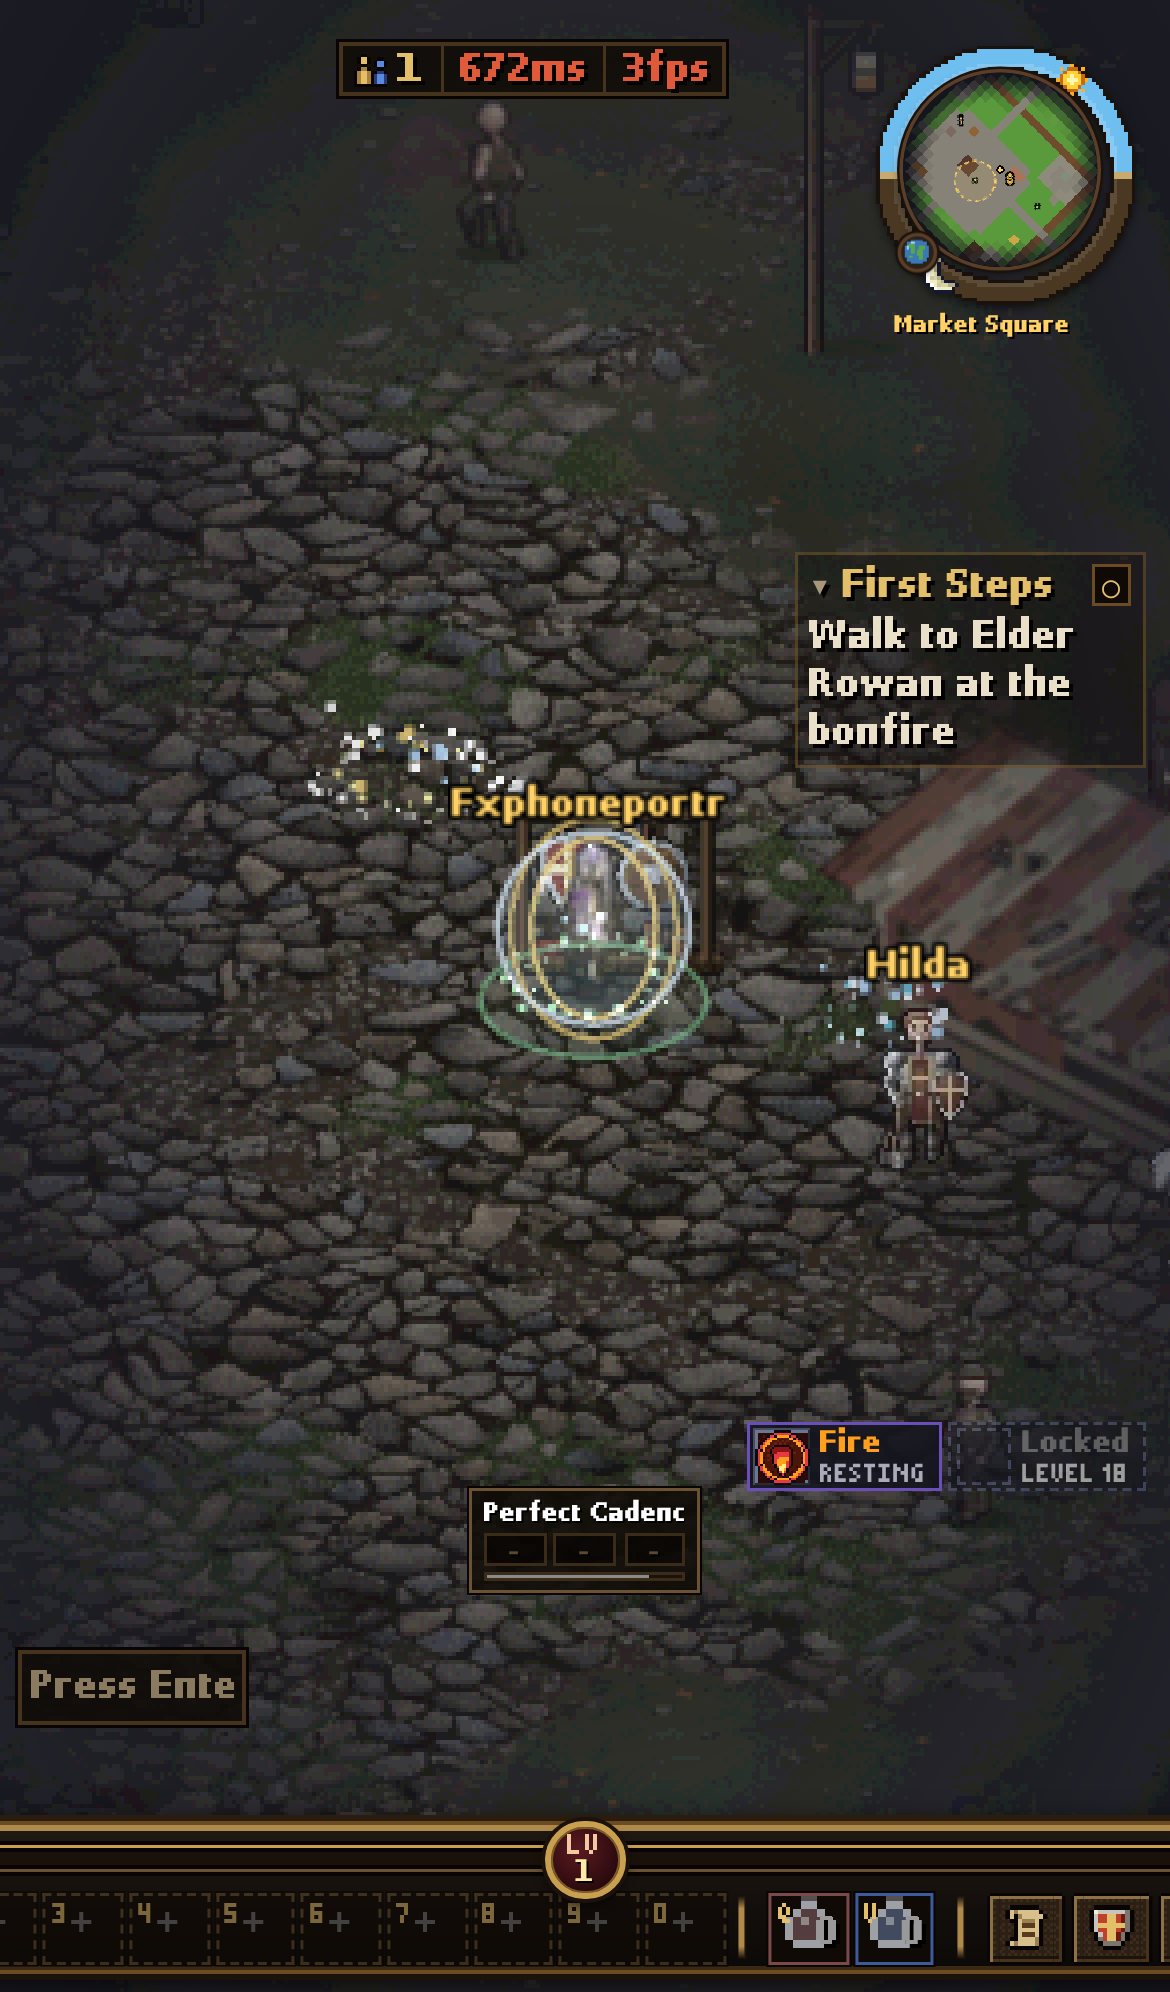 1 672ms 3fps
Market Square
First Steps
Walk to Elder
Rowan at the
bonfire
Fxphoneportr
Hilda
Fire
RESTING
Locked
LEVEL 18
Perfect Cadenc
- - -
Press Ente
LV
1
3+ 4+ 5+ 6+ 7+ 8+ 9+ 0+ Q V